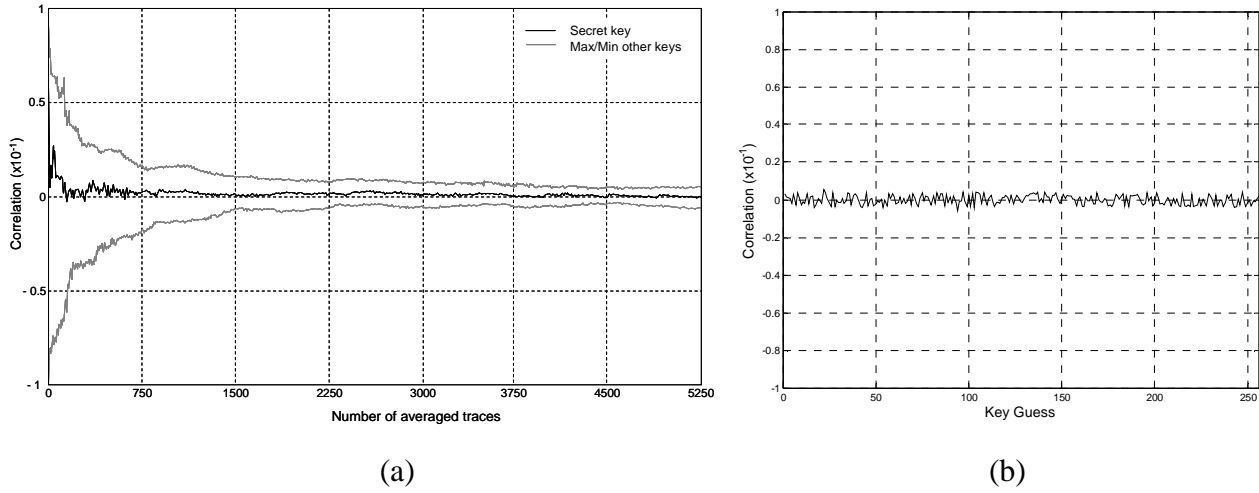 1
0.5
0
- 0.5
- 1
Correlation (x10-1)
Secret key
Max/Min other keys
0 750 1500 2250 3000 3750 4500 5250
Number of averaged traces
(a)
1
0.8
0.6
0.4
0.2
0
-0.2
-0.4
-0.6
-0.8
-1
Correlation (x10-1)
0 50 100 150 200 250
Key Guess
(b)